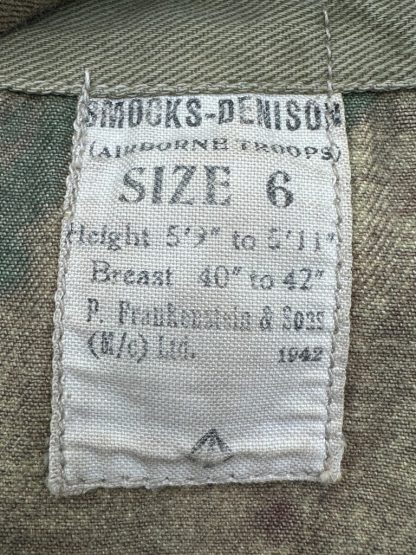 SMOCKS-DENISON
(AIRBORNE TROOPS)
SIZE 6
Height 5'9" to 5'11"
Breast 40" to 42"
P. Frankenstein & Sons
(M/c) Ltd. 1942